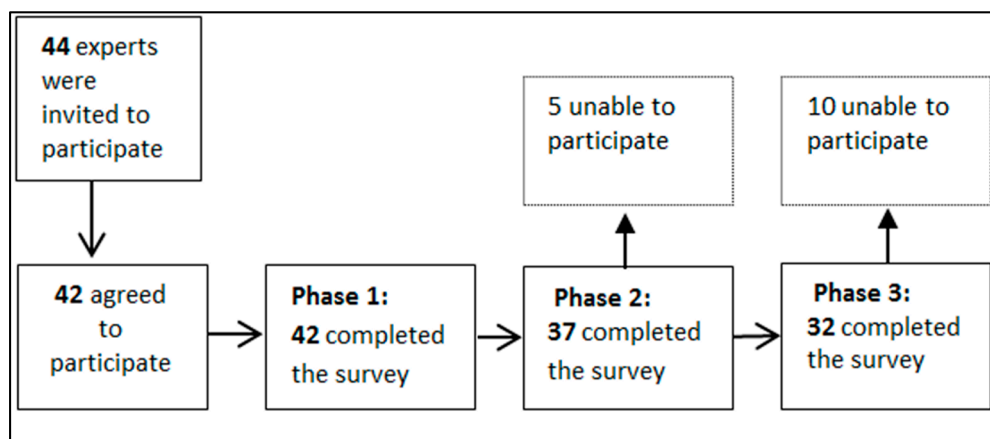 44 experts
were
invited to
participate
5 unable to
participate
10 unable to
participate
42 agreed
to
participate
Phase 1:
42 completed
the survey
Phase 2:
37 completed
the survey
Phase 3:
32 completed
the survey